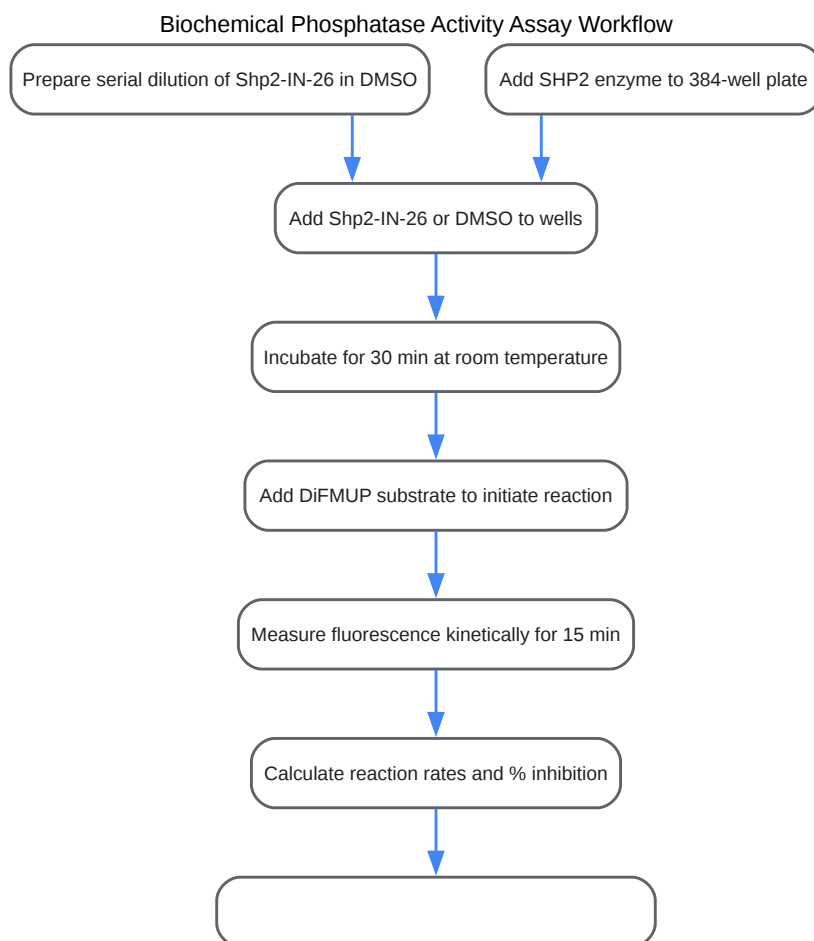 Biochemical Phosphatase Activity Assay Workflow
Prepare serial dilution of Shp2-IN-26 in DMSO
Add SHP2 enzyme to 384-well plate
Add Shp2-IN-26 or DMSO to wells
Incubate for 30 min at room temperature
Add DiFMUP substrate to initiate reaction
Measure fluorescence kinetically for 15 min
Calculate reaction rates and % inhibition